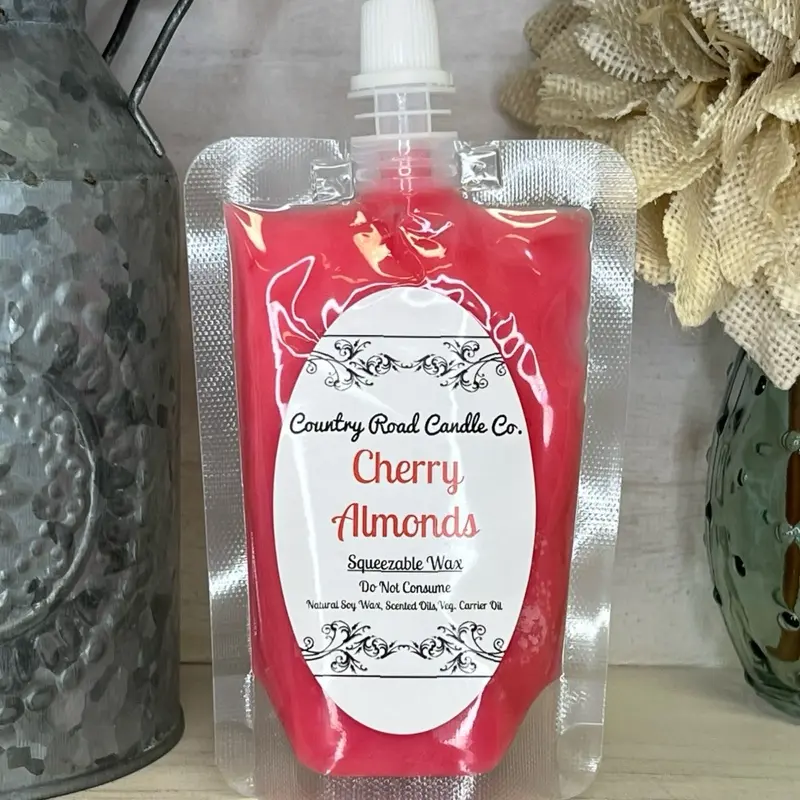 Country Road Candle Co.
Cherry
Almonds
Squeezable Wax
Do Not Consume
Natural Soy Wax, Scented Oils, Veg. Carrier Oil